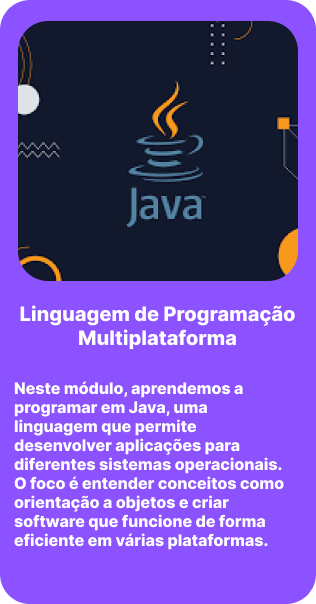 Java
Linguagem de Programação
Multiplataforma
Neste módulo, aprendemos a
programar em Java, uma
linguagem que permite
desenvolver aplicações para
diferentes sistemas operacionais.
O foco é entender conceitos como
orientação a objetos e criar
software que funcione de forma
eficiente em várias plataformas.